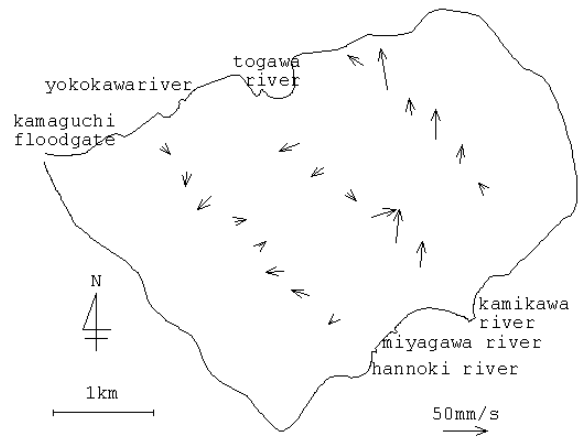 togawa
river
yokokawariver
kamaguchi
floodgate
N
kamikawa
river
miyagawa river
hannoki river
1km
50mm/s